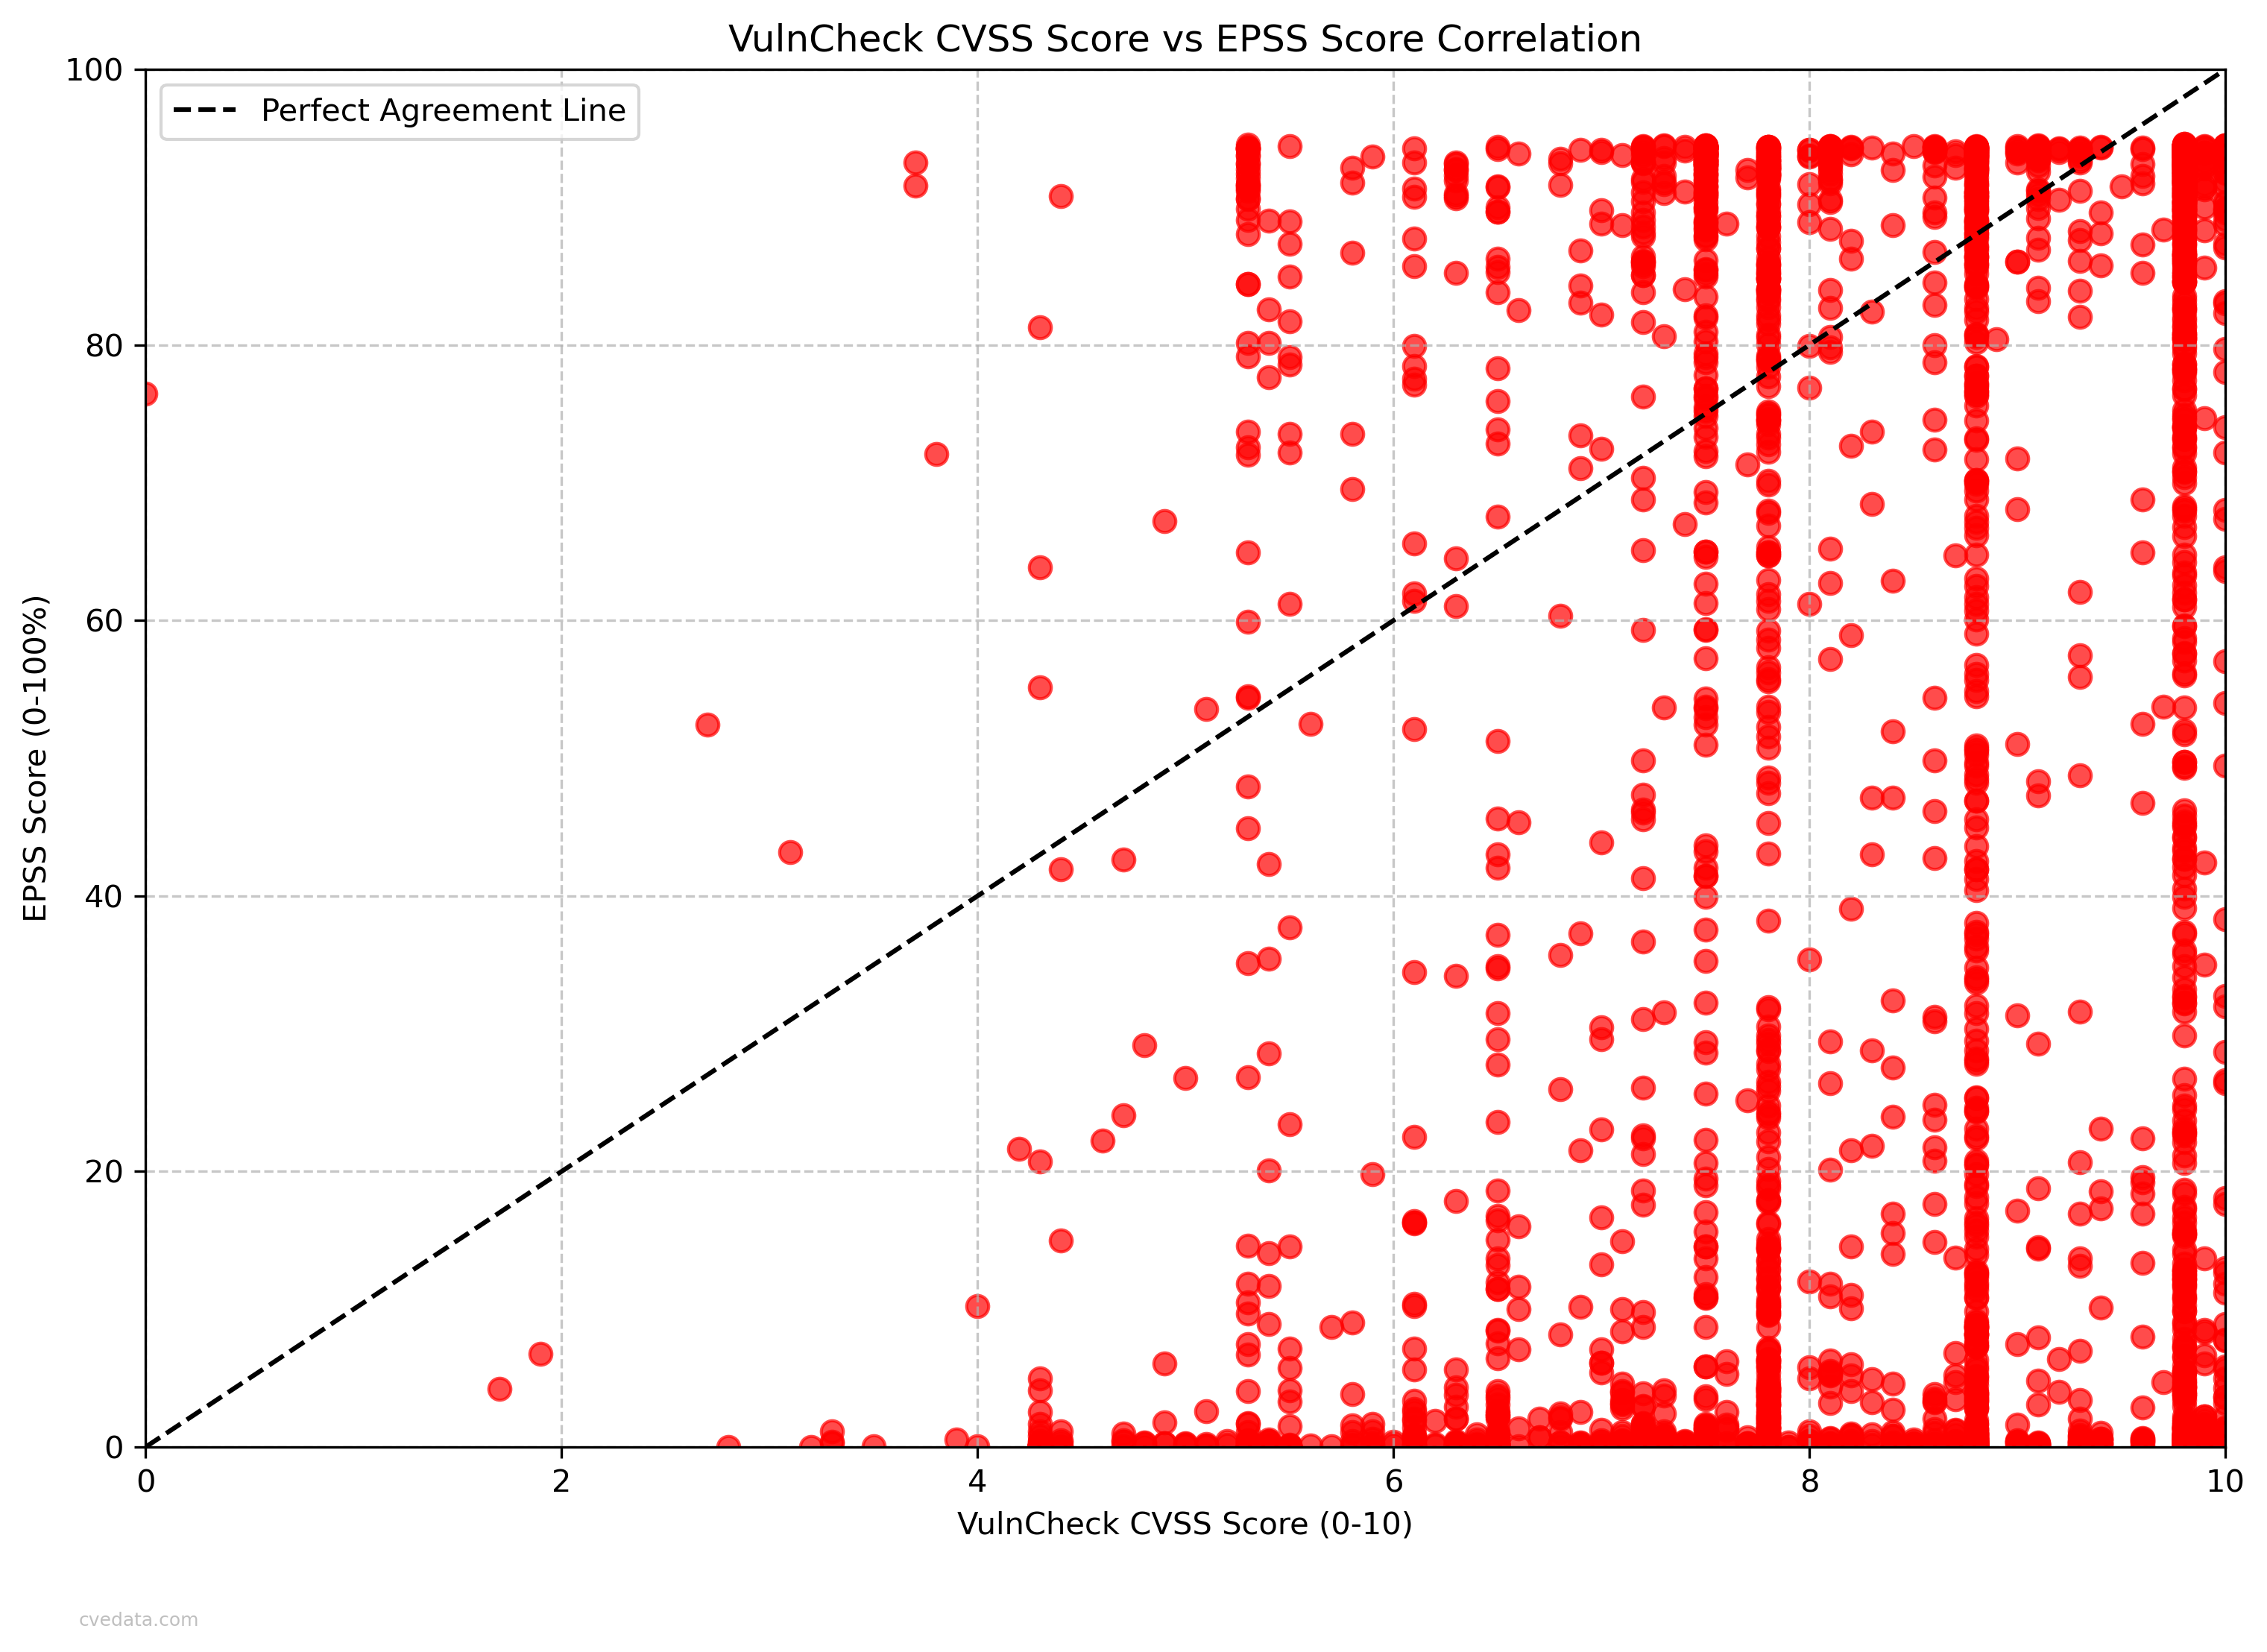 VulnCheck CVSS Score vs EPSS Score Correlation
Perfect Agreement Line
EPSS Score (0-100%)
100
80
60
40
20
0
0 2 4 6 8 10
VulnCheck CVSS Score (0-10)
cvedata.com